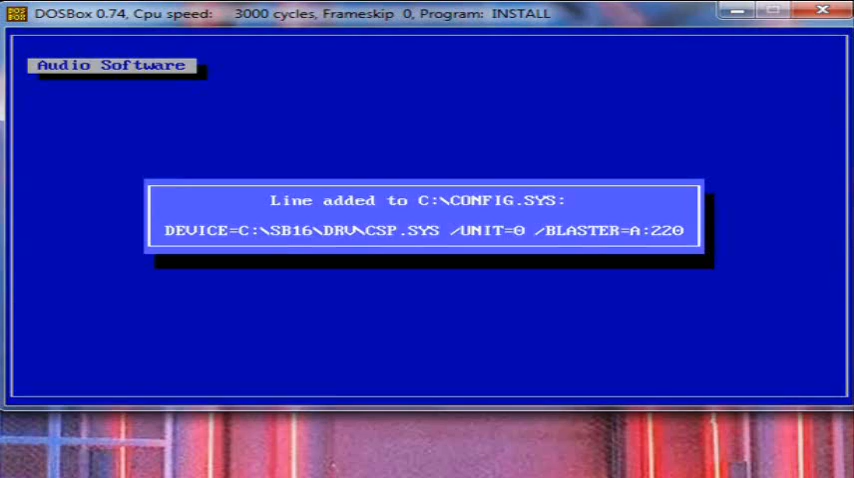 DOSBox 0.74, Cpu speed: 3000 cycles, Frameskip 0, Program: INSTALL
Audio Software
Line added to C:\CONFIG.SYS:
DEVICE=C:\SB16\DRV\CSP.SYS /UNIT=0 /BLASTER=A:220